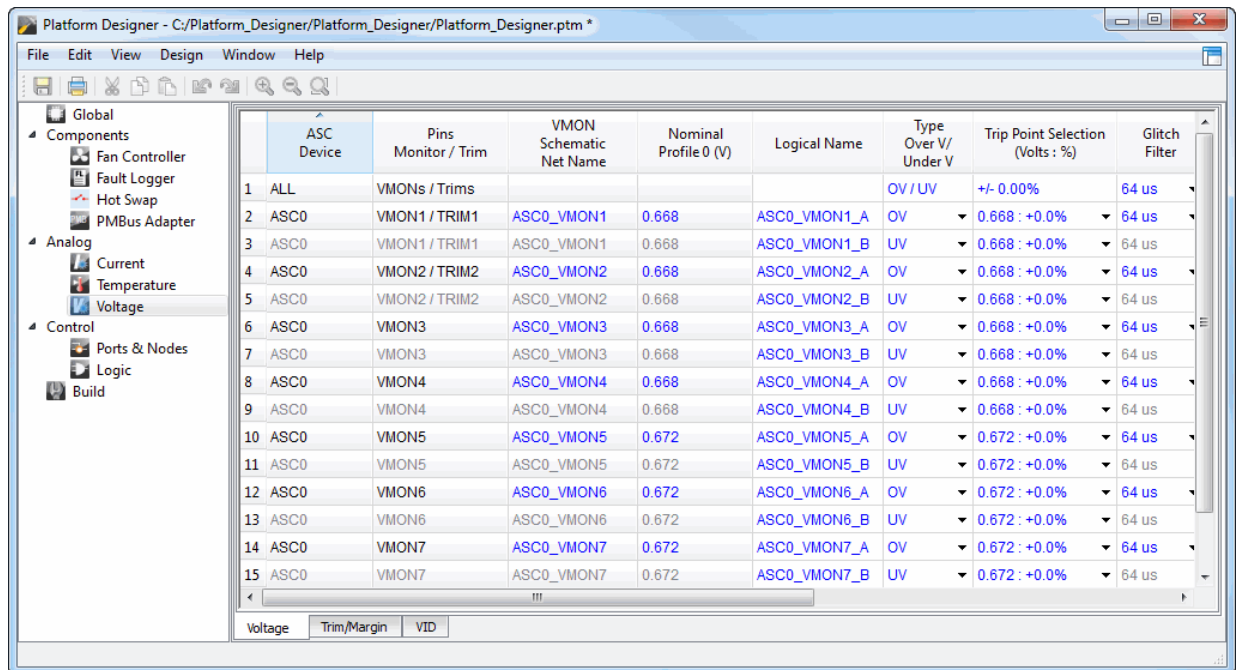 Platform Designer - C:/Platform_Designer/Platform_Designer/Platform_Designer.ptm *
File Edit View Design Window Help
Global
Components
Fan Controller
Fault Logger
Hot Swap
PMBus Adapter
Analog
Current
Temperature
Voltage
Control
Ports & Nodes
Logic
Build
ASC Device
Pins Monitor / Trim
VMON Schematic Net Name
Nominal Profile 0 (V)
Logical Name
Type Over V/ Under V
Trip Point Selection (Volts : %)
Glitch Filter
1 ALL VMONs / Trims OV / UV +/- 0.00% 64 us
2 ASC0 VMON1 / TRIM1 ASC0_VMON1 0.668 ASC0_VMON1_A OV 0.668 : +0.0% 64 us
3 ASC0 VMON1 / TRIM1 ASC0_VMON1 0.668 ASC0_VMON1_B UV 0.668 : +0.0% 64 us
4 ASC0 VMON2 / TRIM2 ASC0_VMON2 0.668 ASC0_VMON2_A OV 0.668 : +0.0% 64 us
5 ASC0 VMON2 / TRIM2 ASC0_VMON2 0.668 ASC0_VMON2_B UV 0.668 : +0.0% 64 us
6 ASC0 VMON3 ASC0_VMON3 0.668 ASC0_VMON3_A OV 0.668 : +0.0% 64 us
7 ASC0 VMON3 ASC0_VMON3 0.668 ASC0_VMON3_B UV 0.668 : +0.0% 64 us
8 ASC0 VMON4 ASC0_VMON4 0.668 ASC0_VMON4_A OV 0.668 : +0.0% 64 us
9 ASC0 VMON4 ASC0_VMON4 0.668 ASC0_VMON4_B UV 0.668 : +0.0% 64 us
10 ASC0 VMON5 ASC0_VMON5 0.672 ASC0_VMON5_A OV 0.672 : +0.0% 64 us
11 ASC0 VMON5 ASC0_VMON5 0.672 ASC0_VMON5_B UV 0.672 : +0.0% 64 us
12 ASC0 VMON6 ASC0_VMON6 0.672 ASC0_VMON6_A OV 0.672 : +0.0% 64 us
13 ASC0 VMON6 ASC0_VMON6 0.672 ASC0_VMON6_B UV 0.672 : +0.0% 64 us
14 ASC0 VMON7 ASC0_VMON7 0.672 ASC0_VMON7_A OV 0.672 : +0.0% 64 us
15 ASC0 VMON7 ASC0_VMON7 0.672 ASC0_VMON7_B UV 0.672 : +0.0% 64 us
Voltage Trim/Margin VID